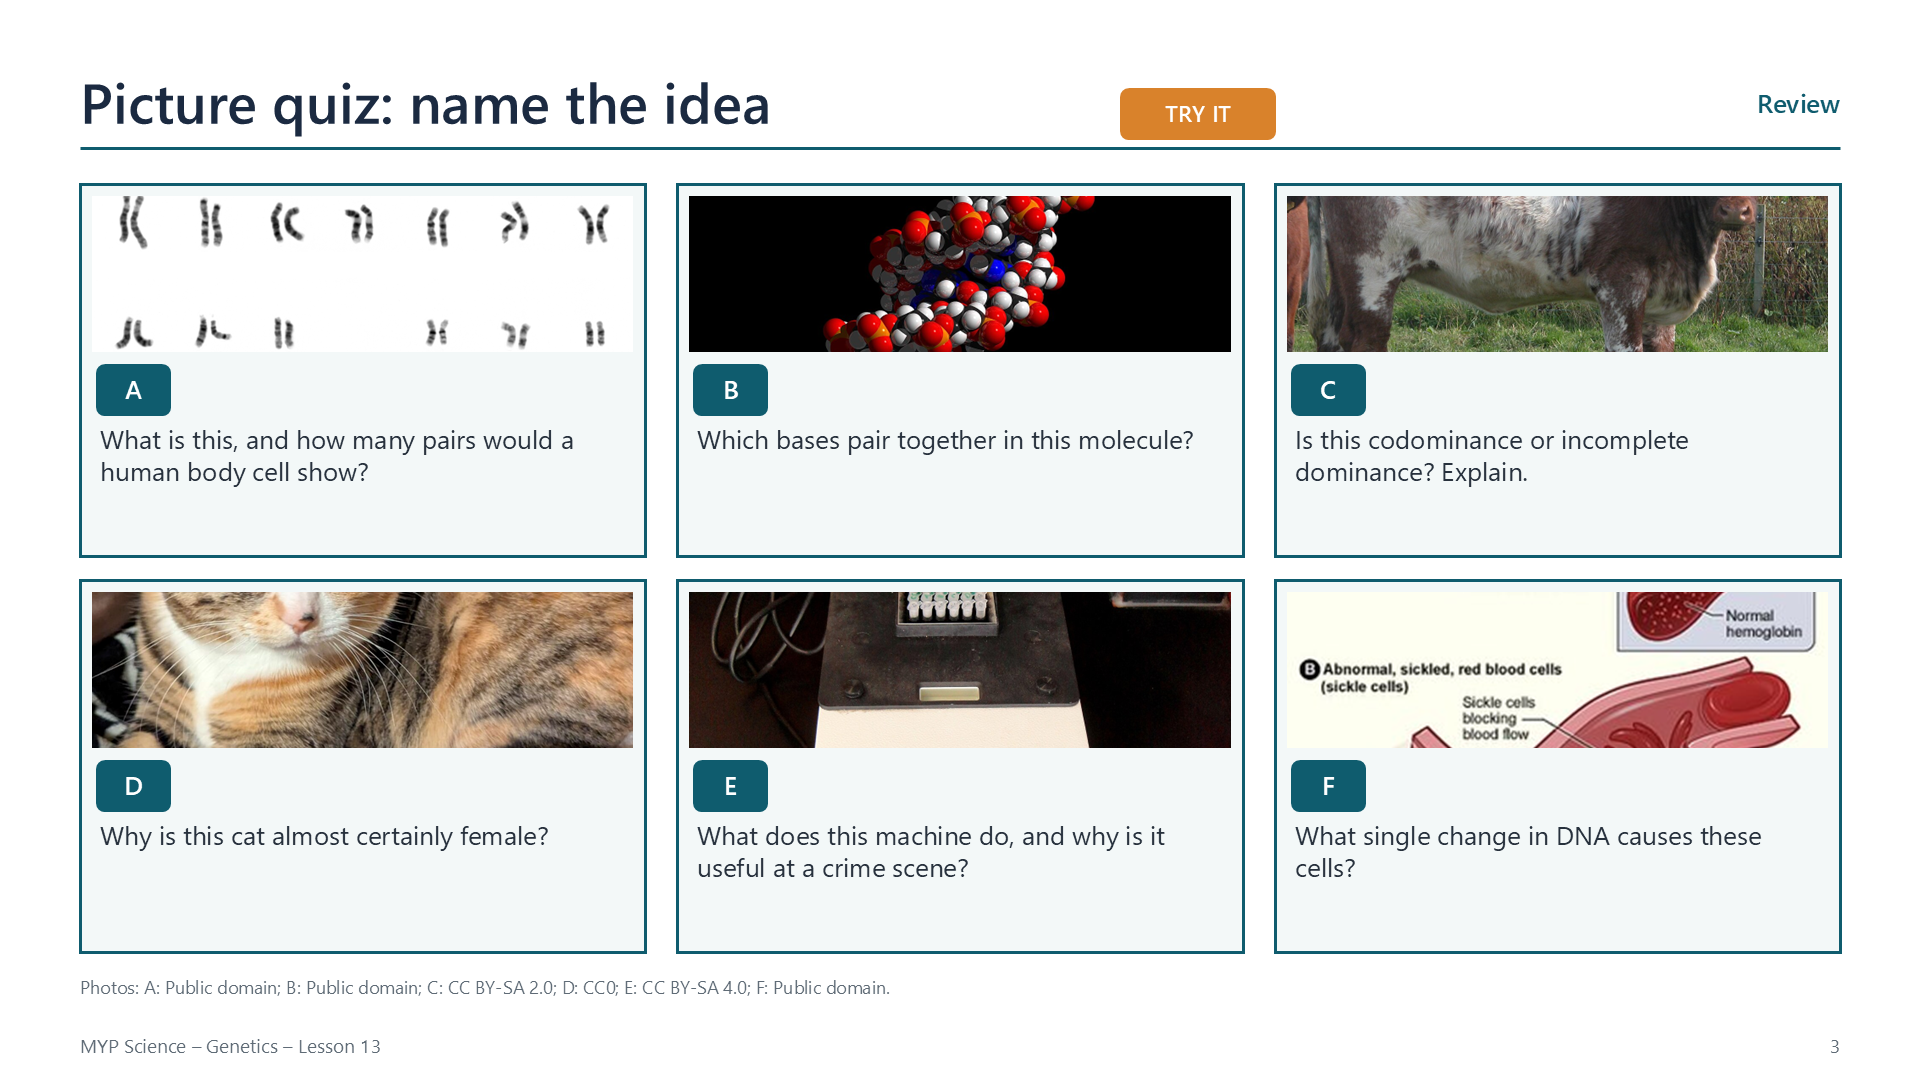 Picture quiz: name the idea
TRY IT
Review
A
What is this, and how many pairs would a
human body cell show?
B
Which bases pair together in this molecule?
C
Is this codominance or incomplete
dominance? Explain.
D
Why is this cat almost certainly female?
E
What does this machine do, and why is it
useful at a crime scene?
Normal
hemoglobin
B Abnormal, sickled, red blood cells
(sickle cells)
Sickle cells
blocking
blood flow
F
What single change in DNA causes these
cells?
Photos: A: Public domain; B: Public domain; C: CC BY-SA 2.0; D: CC0; E: CC BY-SA 4.0; F: Public domain.
MYP Science – Genetics – Lesson 13
3